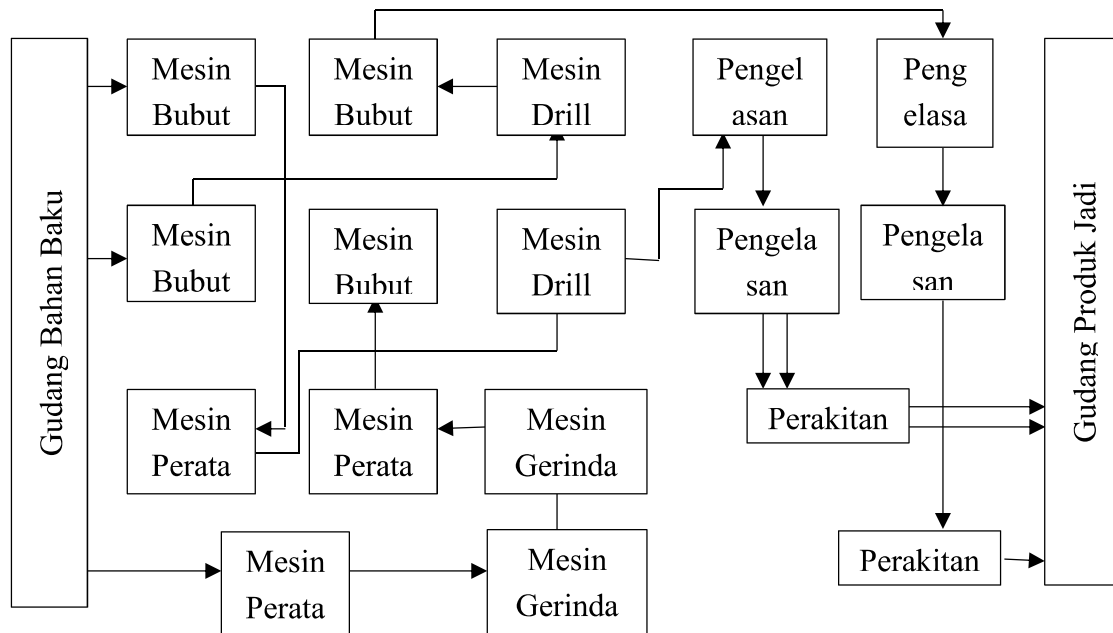 Gudang Bahan Baku
Mesin
Bubut
Mesin
Bubut
Mesin
Drill
Pengel
asan
Peng
elasa
Mesin
Bubut
Mesin
Bubut
Mesin
Drill
Pengela
san
Pengela
san
Mesin
Perata
Mesin
Perata
Mesin
Gerinda
Perakitan
Mesin
Perata
Mesin
Gerinda
Perakitan
Gudang Produk Jadi